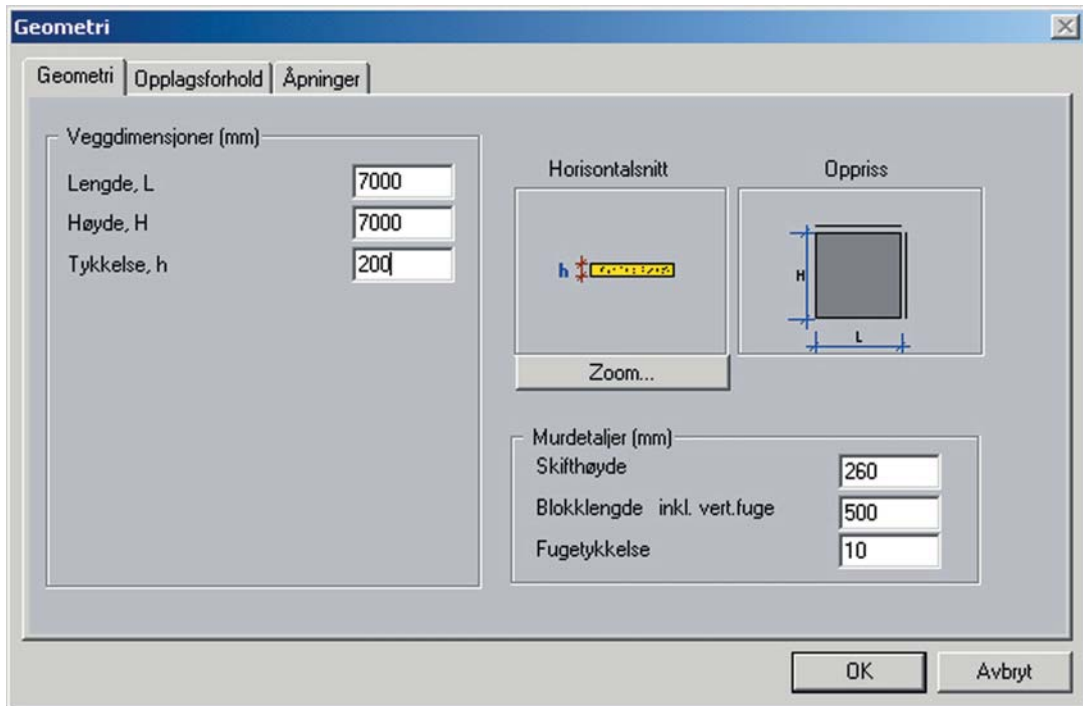 Geometri
Geometri Opplagsforhold Åpninger
Veggdimensjoner (mm)
Lengde, L 7000
Høyde, H 7000
Tykkelse, h 200
Horisontalsnitt
h
Zoom...
Oppriss
H
L
Murdetaljer (mm)
Skifthøyde 260
Blokklengde inkl. vert.fuge 500
Fugetykkelse 10
OK Avbryt